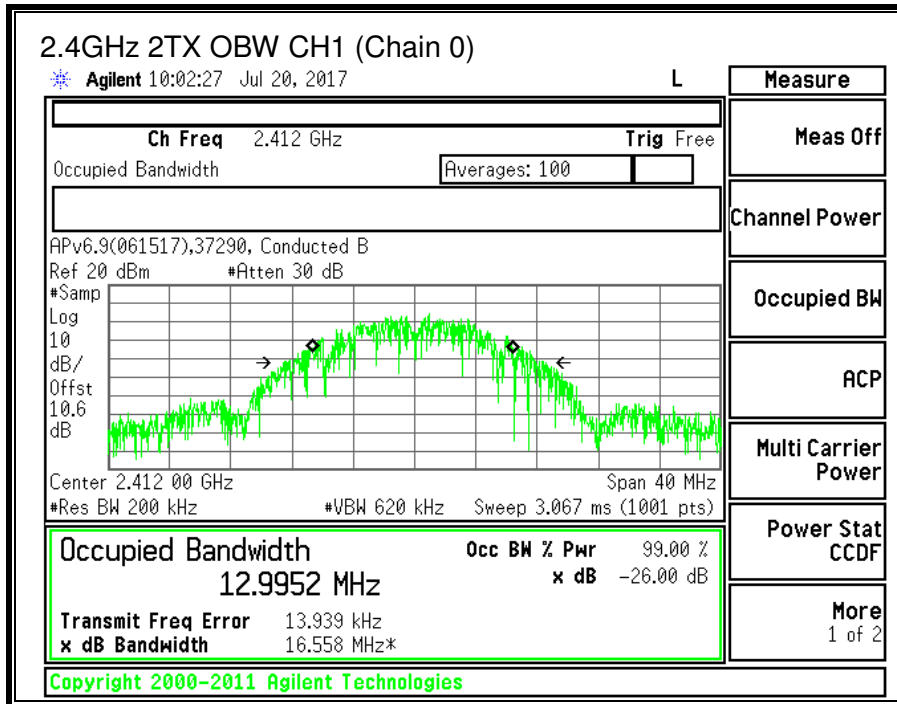 2.4GHz 2TX OBW CH1 (Chain 0)
Agilent 10:02:27 Jul 20, 2017 L
Measure
Ch Freq 2.412 GHz Trig Free
Meas Off
Occupied Bandwidth Averages: 100
Channel Power
APv6.9(061517),37290, Conducted B
Ref 20 dBm #Atten 30 dB
#Samp
Log
10
dB/
Offst
10.6
dB
Occupied BW
ACP
Multi Carrier
Power
Center 2.412 00 GHz Span 40 MHz
#Res BW 200 kHz #VBW 620 kHz Sweep 3.067 ms (1001 pts)
Power Stat
CCDF
Occupied Bandwidth Occ BW % Pwr 99.00 %
12.9952 MHz x dB -26.00 dB
Transmit Freq Error 13.939 kHz
x dB Bandwidth 16.558 MHz*
More
1 of 2
Copyright 2000-2011 Agilent Technologies